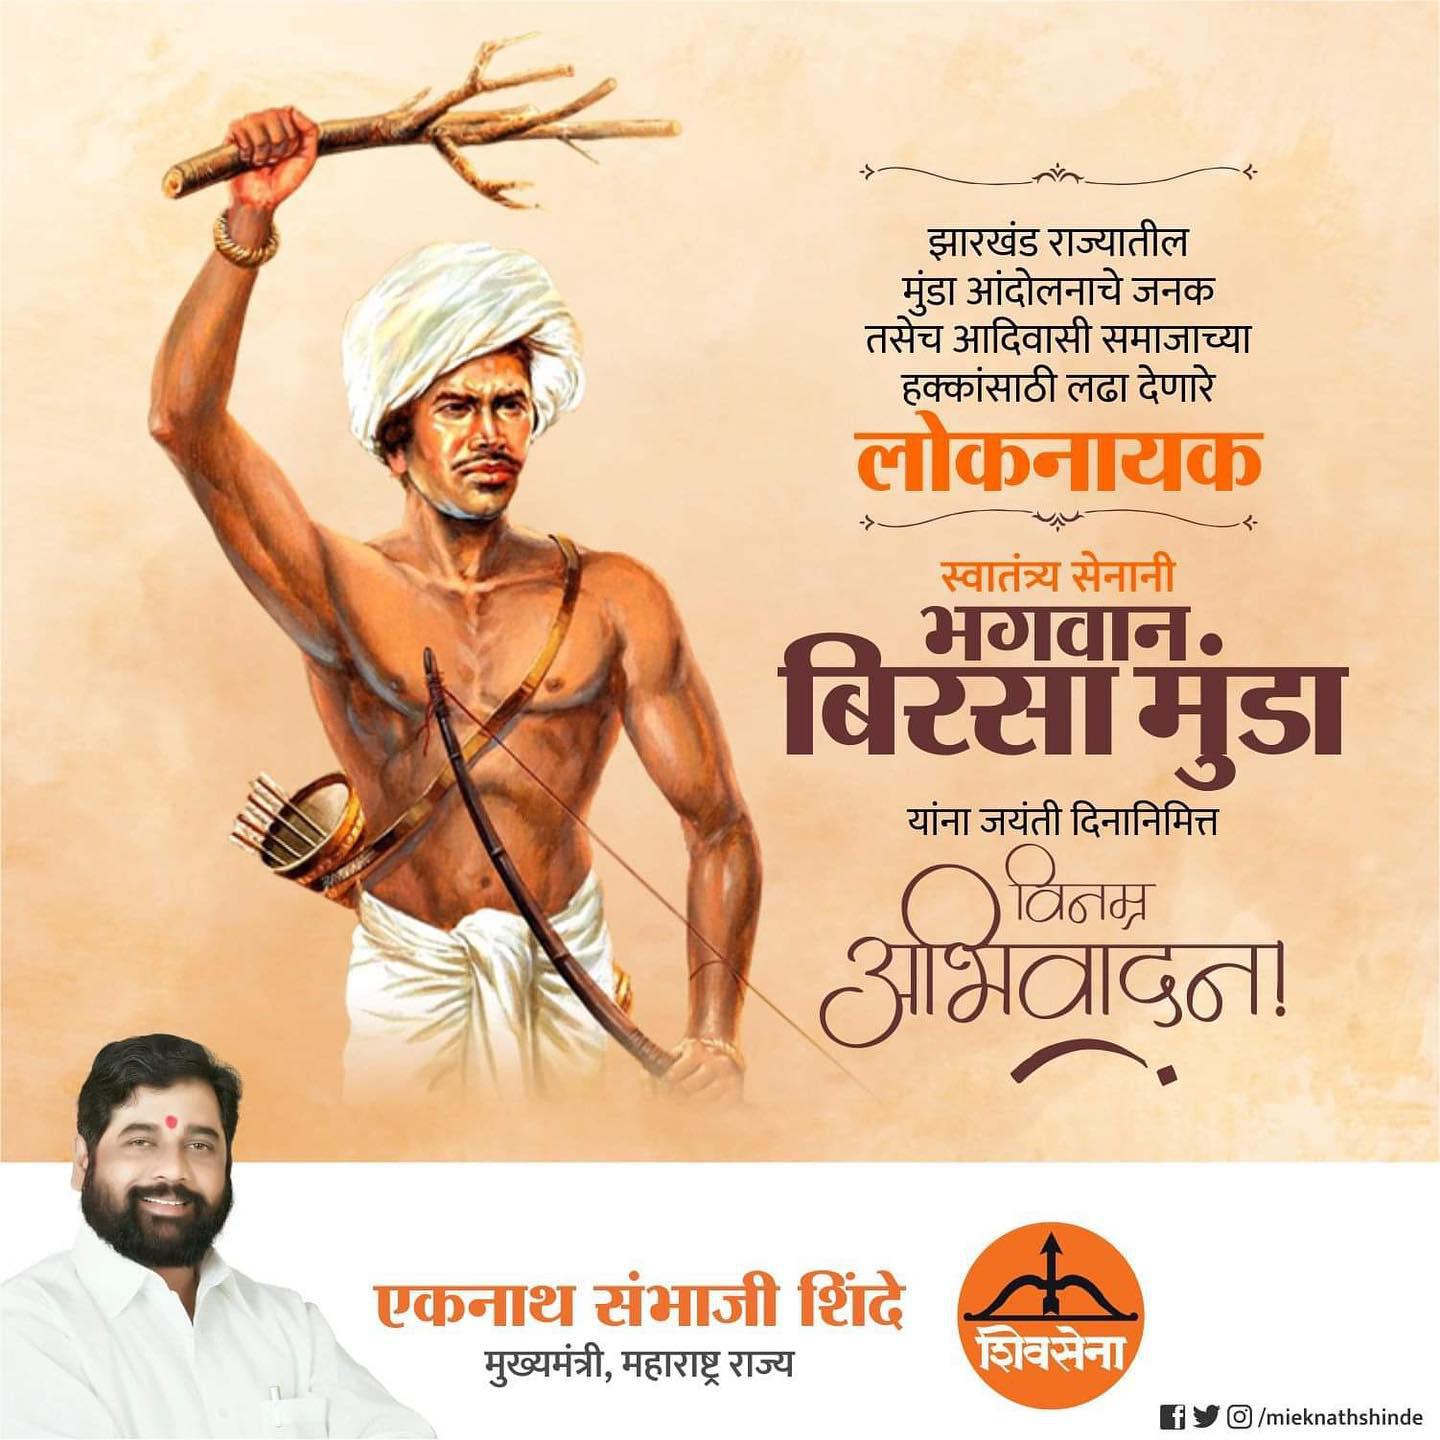 झारखंड राज्यातील
मुंडा आंदोलनाचे जनक
तसेच आदिवासी समाजाच्या
हक्कांसाठी लढा देणारे
लोकनायक
स्वातंत्र्य सेनानी
भगवान
बिरसा मुंडा
यांना जयंती दिनानिमित्त
विनम्र
अभिवादन!
एकनाथ संभाजी शिंदे
मुख्यमंत्री, महाराष्ट्र राज्य
शिवसेना
/mieknathshinde